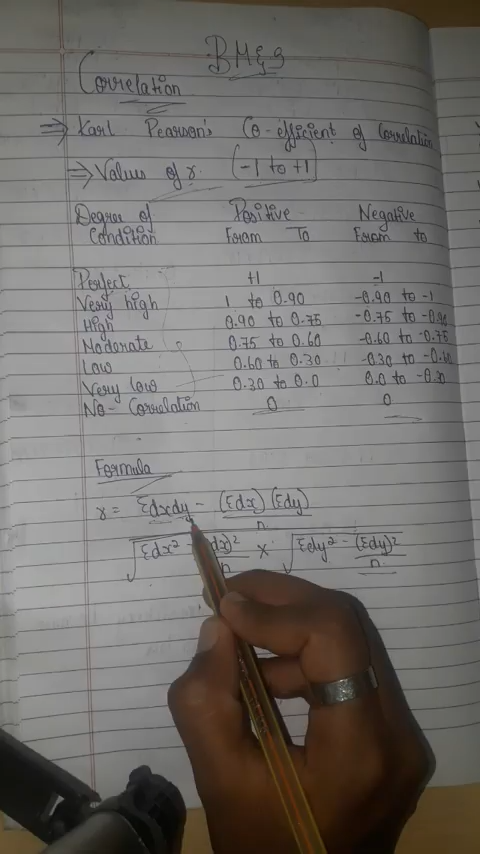 BM&S
Correlation
⇒ Karl Pearson's Co-efficient of Correlation
⇒ Values of r. (-1 to +1)
Degree of Condition Positive From To Negative From to
Perfect +1 -1
Very high 1 to 0.90 -0.90 to -1
High 0.90 to 0.75 -0.75 to -0.90
Moderate 0.75 to 0.60 -0.60 to -0.75
Low 0.60 to 0.30 -0.30 to -0.60
Very low 0.30 to 0.0 0.0 to -0.30
No-Correlation 0 0
Formula
r = Σdxdy - (Σdx)(Σdy)
n
√Σdx² - dx)² × √Σdy² - (Σdy)²
n n